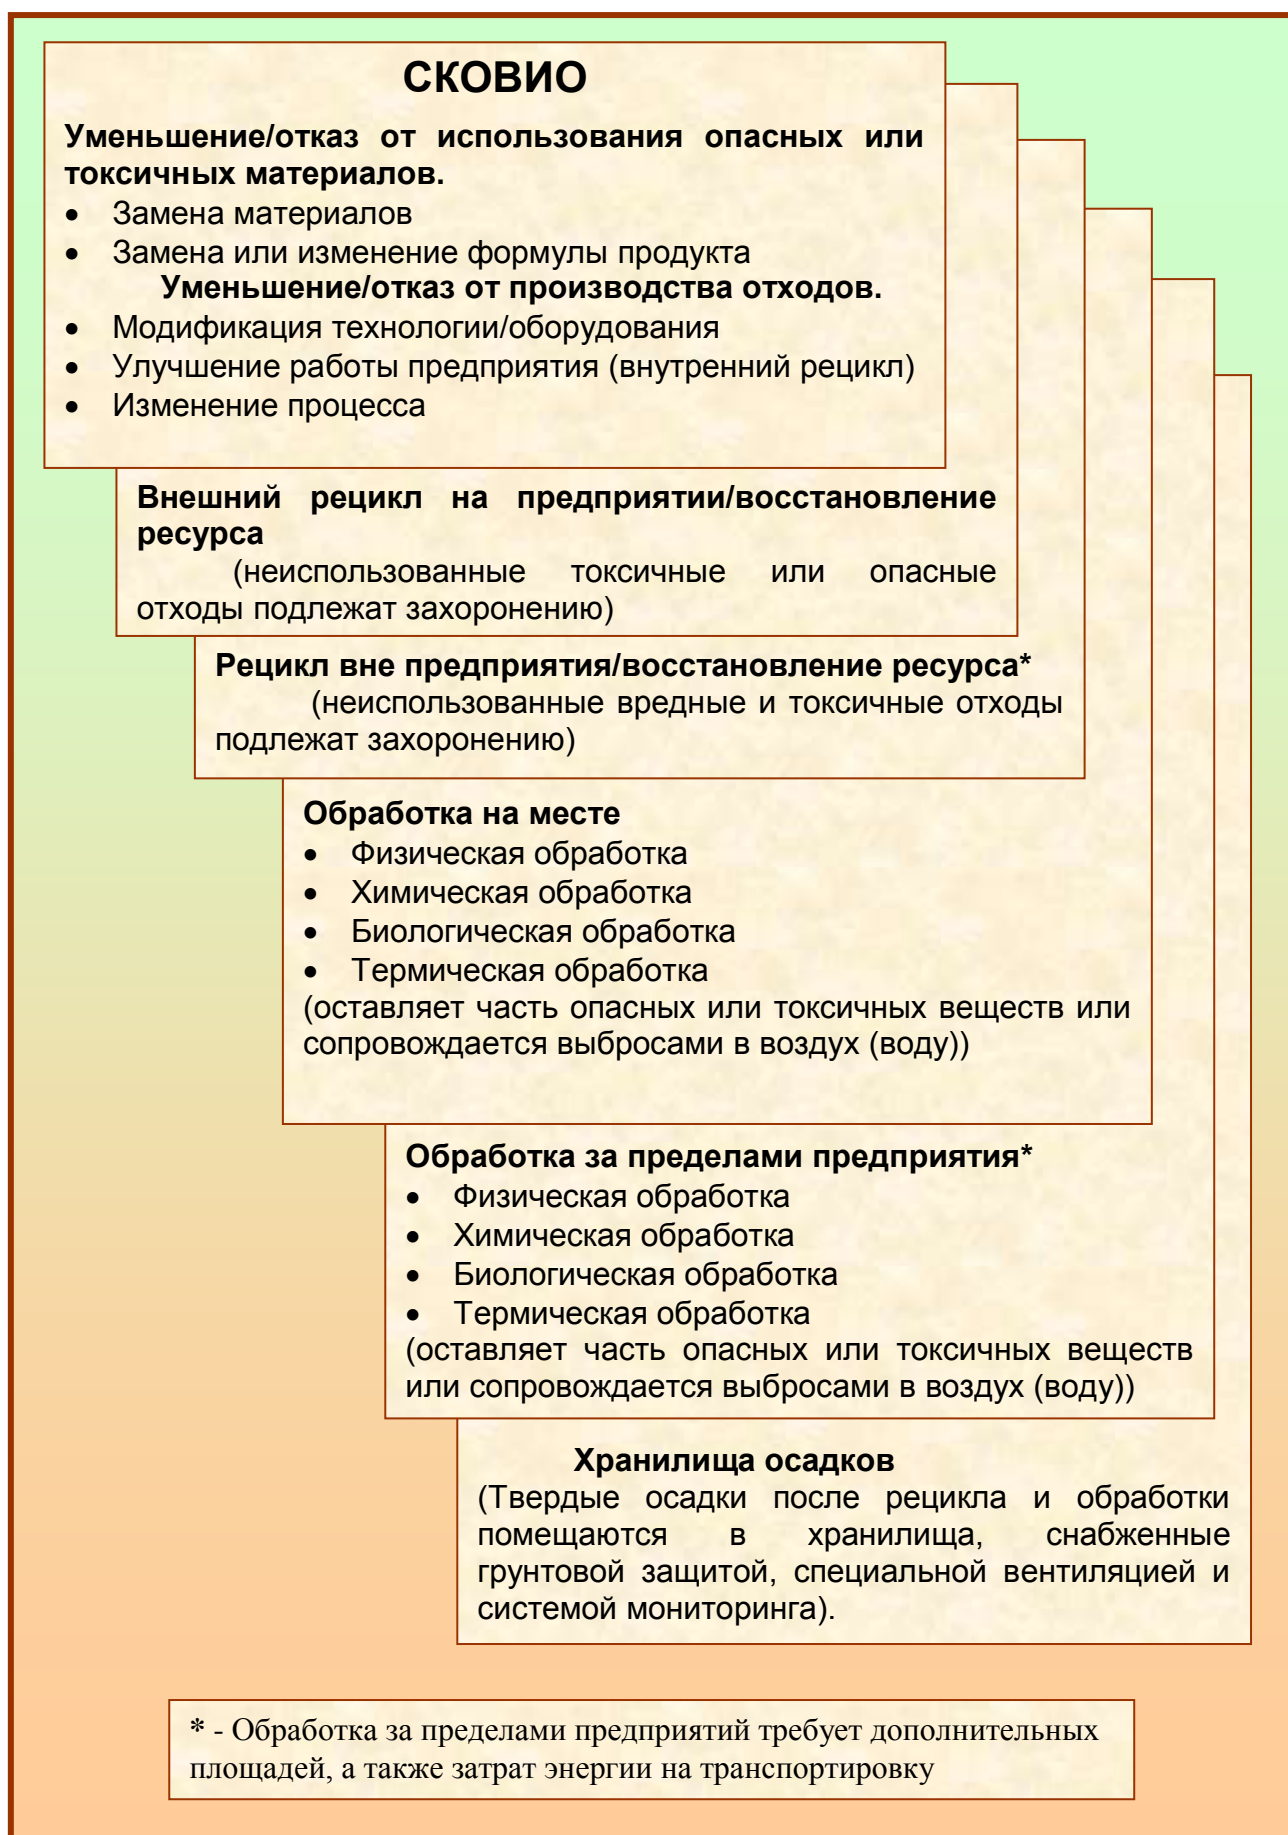 СКОВИО
Уменьшение/отказ от использования опасных или
токсичных материалов.
• Замена материалов
• Замена или изменение формулы продукта
Уменьшение/отказ от производства отходов.
• Модификация технологии/оборудования
• Улучшение работы предприятия (внутренний рецикл)
• Изменение процесса
Внешний рецикл на предприятии/восстановление
ресурса
(неиспользованные токсичные или опасные
отходы подлежат захоронению)
Рецикл вне предприятия/восстановление ресурса*
(неиспользованные вредные и токсичные отходы
подлежат захоронению)
Обработка на месте
• Физическая обработка
• Химическая обработка
• Биологическая обработка
• Термическая обработка
(оставляет часть опасных или токсичных веществ или
сопровождается выбросами в воздух (воду))
Обработка за пределами предприятия*
• Физическая обработка
• Химическая обработка
• Биологическая обработка
• Термическая обработка
(оставляет часть опасных или токсичных веществ
или сопровождается выбросами в воздух (воду))
Хранилища осадков
(Твердые осадки после рецикла и обработки
помещаются в хранилища, снабженные
грунтовой защитой, специальной вентиляцией и
системой мониторинга).
* - Обработка за пределами предприятий требует дополнительных
площадей, а также затрат энергии на транспортировку